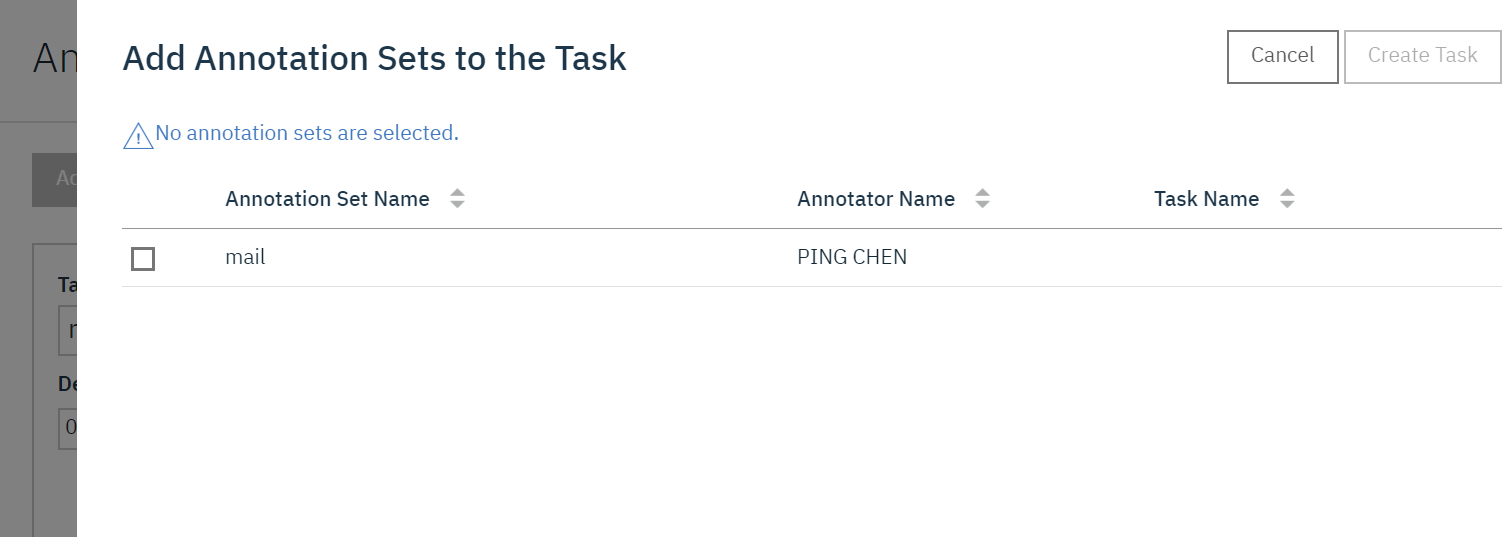 Add Annotation Sets to the Task
Cancel Create Task
No annotation sets are selected.
Annotation Set Name Annotator Name Task Name
mail PING CHEN
0